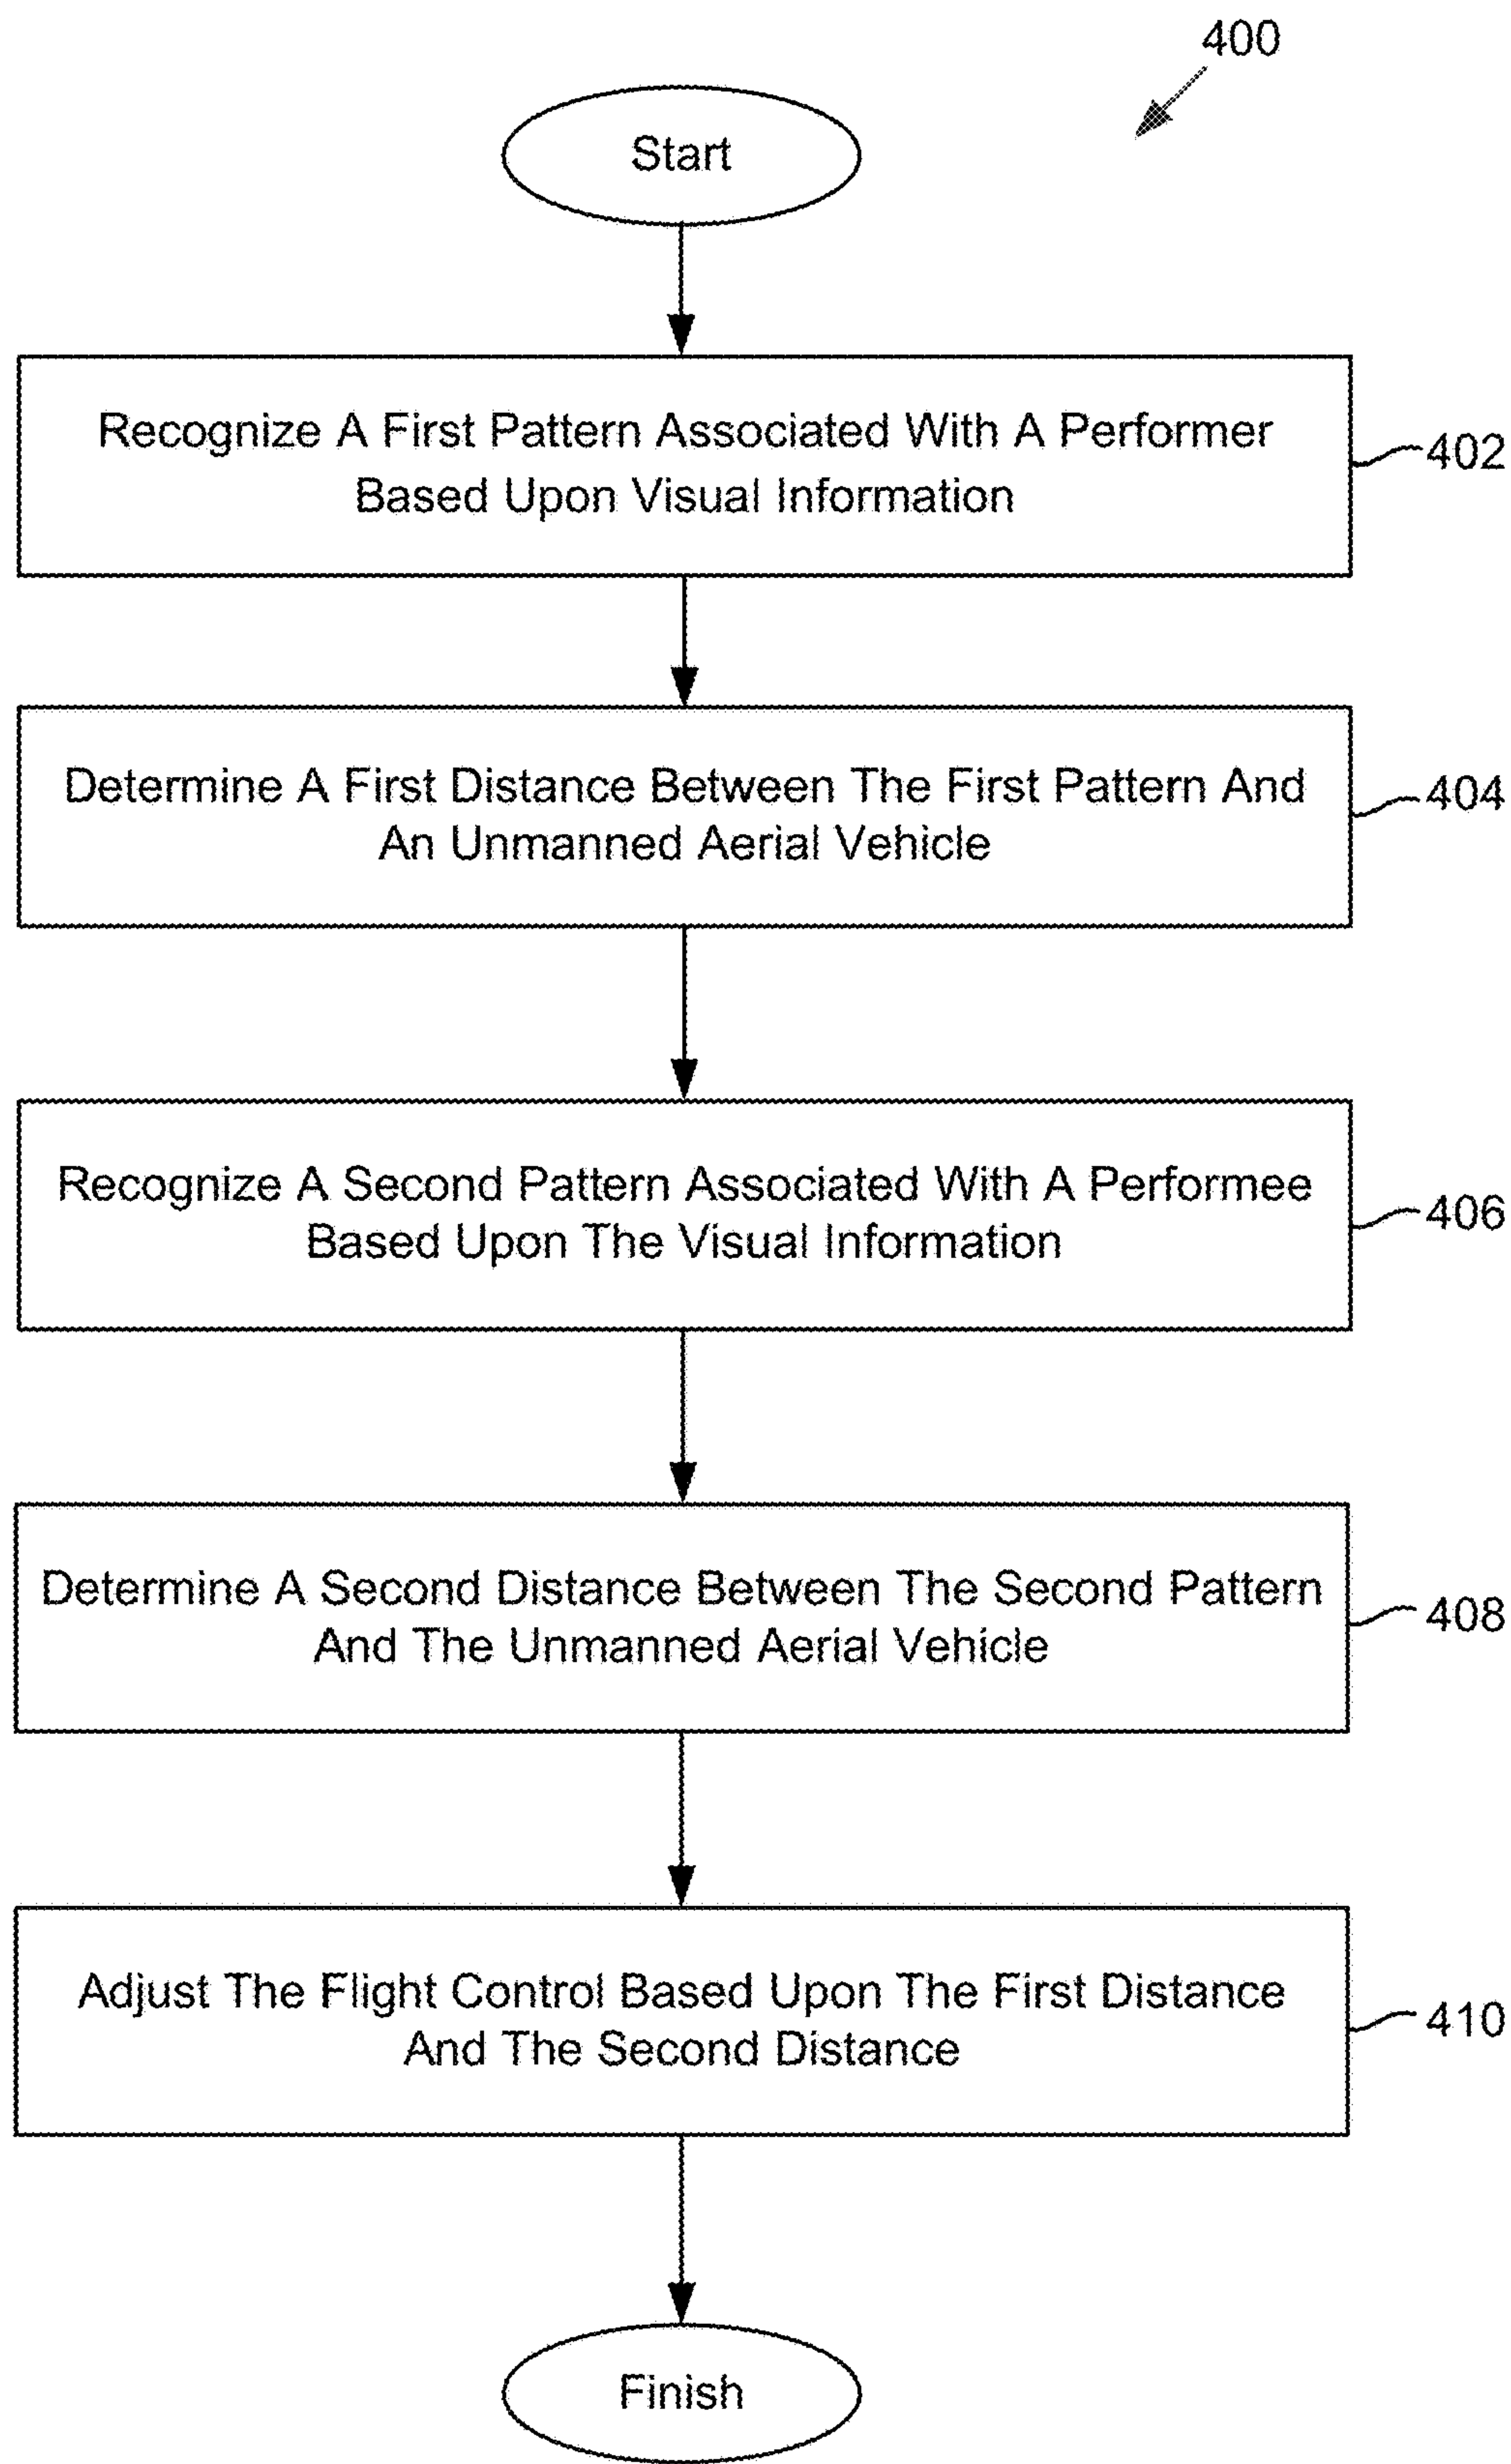 400
Start
Recognize A First Pattern Associated With A Performer
Based Upon Visual Information
402
Determine A First Distance Between The First Pattern And
An Unmanned Aerial Vehicle
404
Recognize A Second Pattern Associated With A Performee
Based Upon The Visual Information
406
Determine A Second Distance Between The Second Pattern
And The Unmanned Aerial Vehicle
408
Adjust The Flight Control Based Upon The First Distance
And The Second Distance
410
Finish